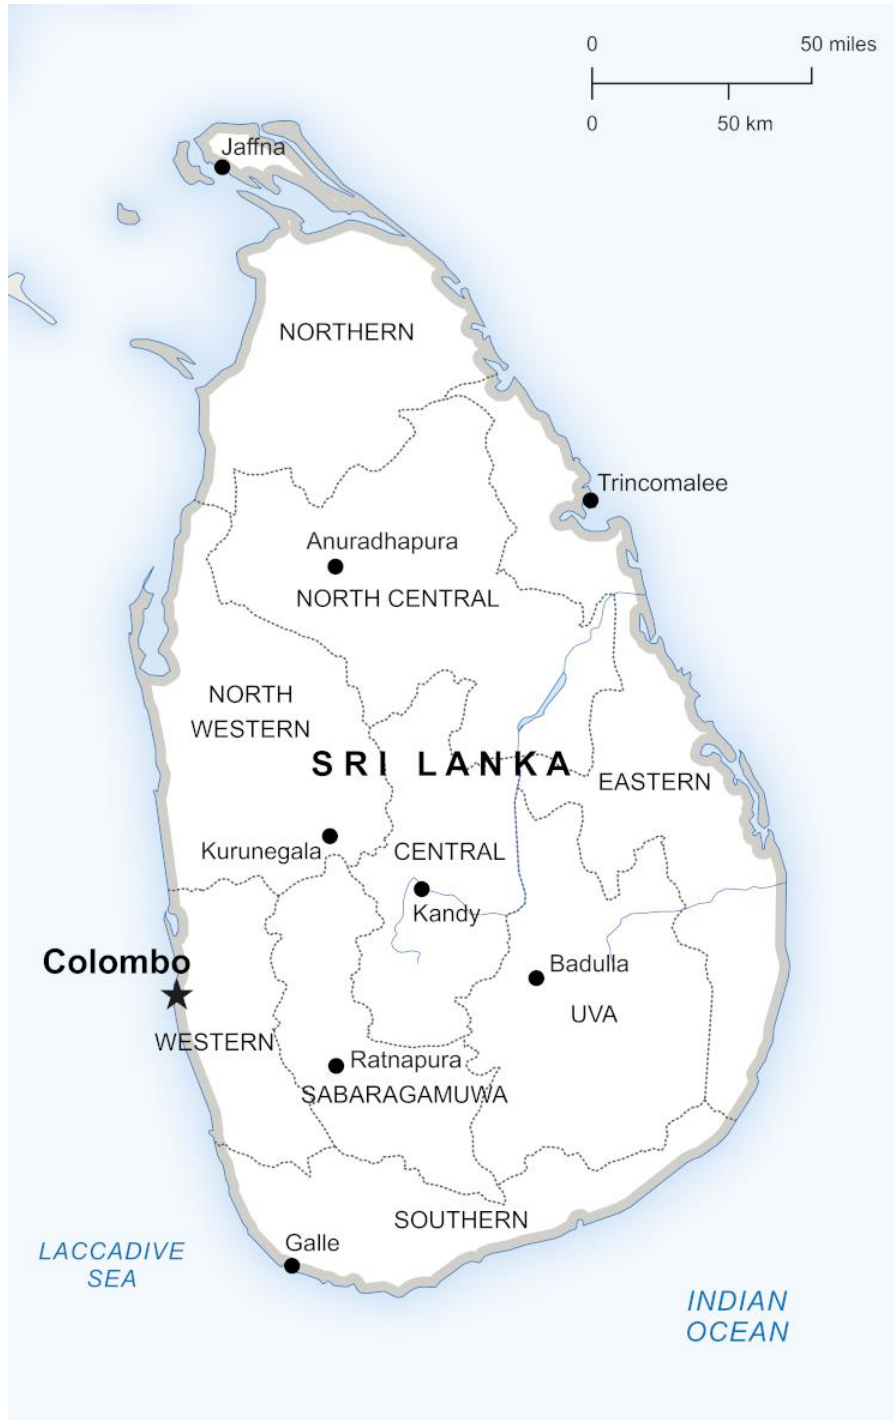 0 50 miles
0 50 km
Jaffna
NORTHERN
Trincomalee
Anuradhapura
NORTH CENTRAL
NORTH
WESTERN
SRI LANKA
EASTERN
Kurunegala
CENTRAL
Kandy
Colombo
Badulla
UVA
WESTERN
Ratnapura
SABARAGAMUWA
SOUTHERN
Galle
LACCADIVE
SEA
INDIAN
OCEAN